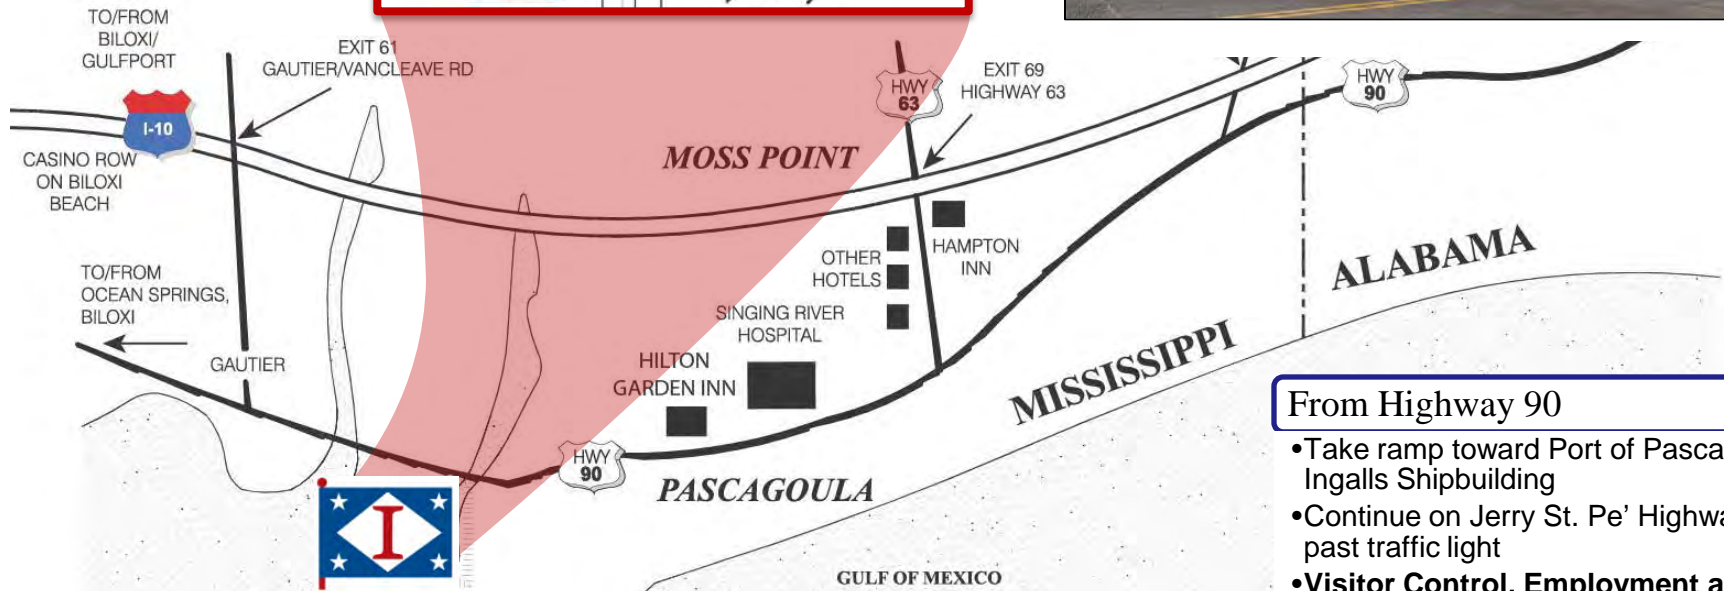 TO/FROM
BILOXI/
GULFPORT
EXIT 61
GAUTIER/VANCLEAVE RD
I-10
CASINO ROW
ON BILOXI
BEACH
HWY
63
EXIT 69
HIGHWAY 63
HWY
90
MOSS POINT
TO/FROM
OCEAN SPRINGS,
BILOXI
GAUTIER
OTHER
HOTELS
HAMPTON
INN
SINGING RIVER
HOSPITAL
HILTON
GARDEN INN
ALABAMA
MISSISSIPPI
HWY
90
PASCAGOULA
I
GULF OF MEXICO
From Highway 90
•Take ramp toward Port of Pasca
Ingalls Shipbuilding
•Continue on Jerry St. Pe’ Highwa
past traffic light
•Visitor Control, Employment a